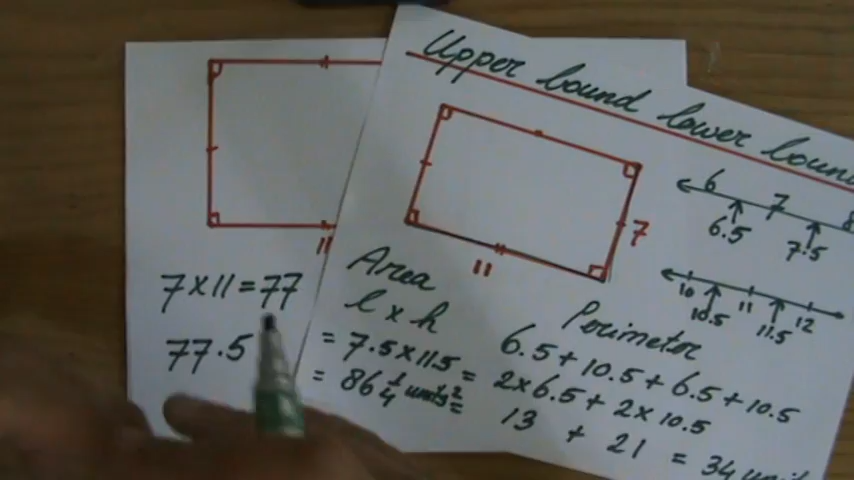 Upper bound lower bound
11
7 x 11 = 77
77.5
7
11
6 7 8
6.5 7.5
10 11 12
10.5 11.5
Area
l x h
= 7.5 x 11.5
= 86 1/4 units²
Perimeter
6.5 + 10.5 + 6.5 + 10.5
= 2 x 6.5 + 2 x 10.5
13 + 21 = 34 unit